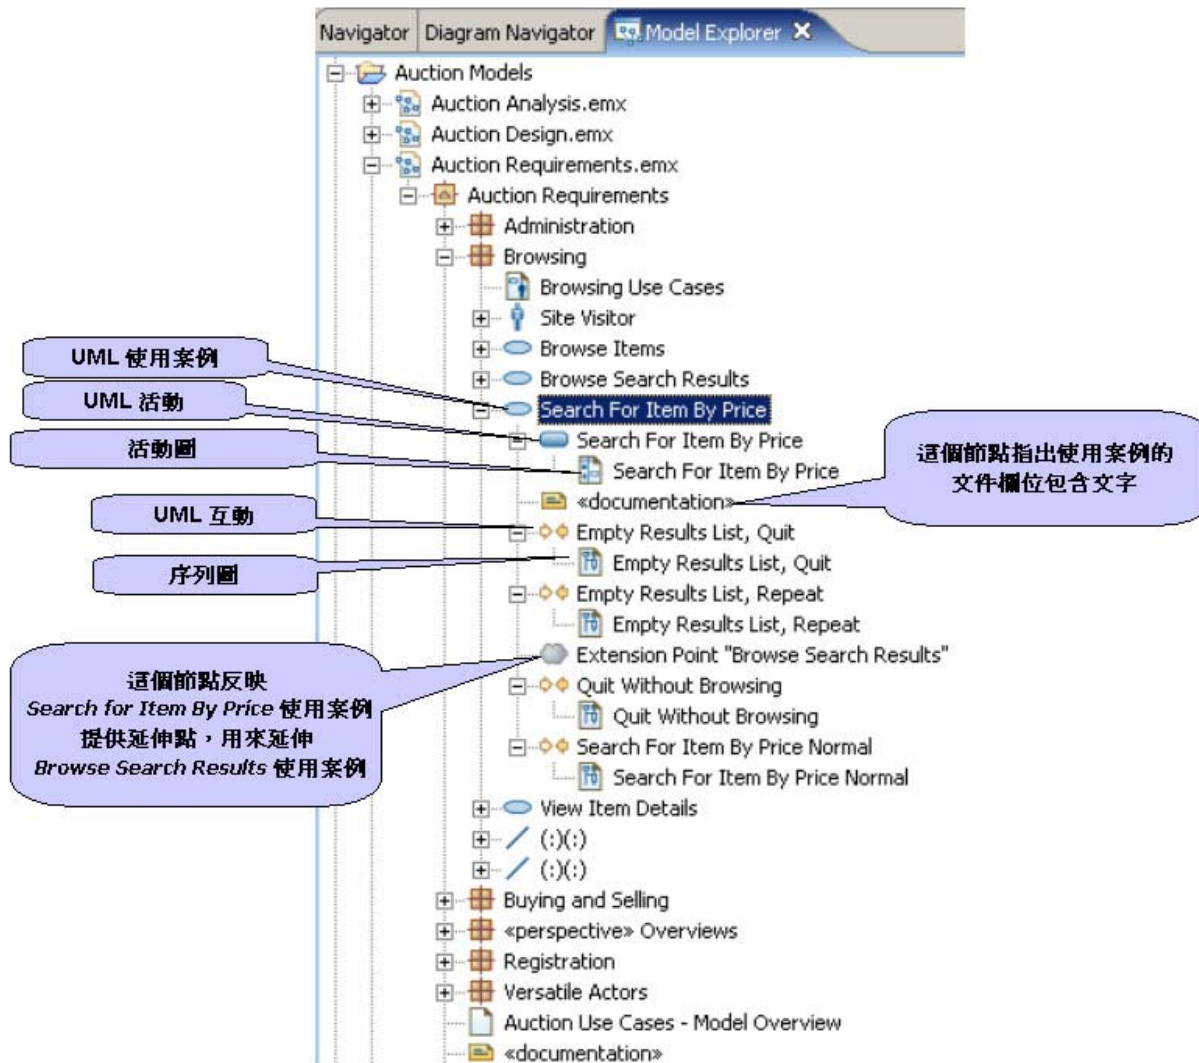 Navigator
Diagram Navigator
Model Explorer
Auction Models
Auction Analysis.emx
Auction Design.emx
Auction Requirements.emx
Auction Requirements
Administration
Browsing
Browsing Use Cases
Site Visitor
Browse Items
Browse Search Results
Search For Item By Price
Search For Item By Price
Search For Item By Price
«documentation»
Empty Results List, Quit
Empty Results List, Quit
Empty Results List, Repeat
Empty Results List, Repeat
Extension Point "Browse Search Results"
Quit Without Browsing
Quit Without Browsing
Search For Item By Price Normal
Search For Item By Price Normal
View Item Details
(:)(:)
(:)(:)
Buying and Selling
«perspective» Overviews
Registration
Versatile Actors
Auction Use Cases - Model Overview
«documentation»
UML 使用案例
UML 活動
活動圖
UML 互動
序列圖
這個節點反映
Search for Item By Price 使用案例
提供延伸點，用來延伸
Browse Search Results 使用案例
這個節點指出使用案例的
文件欄位包含文字